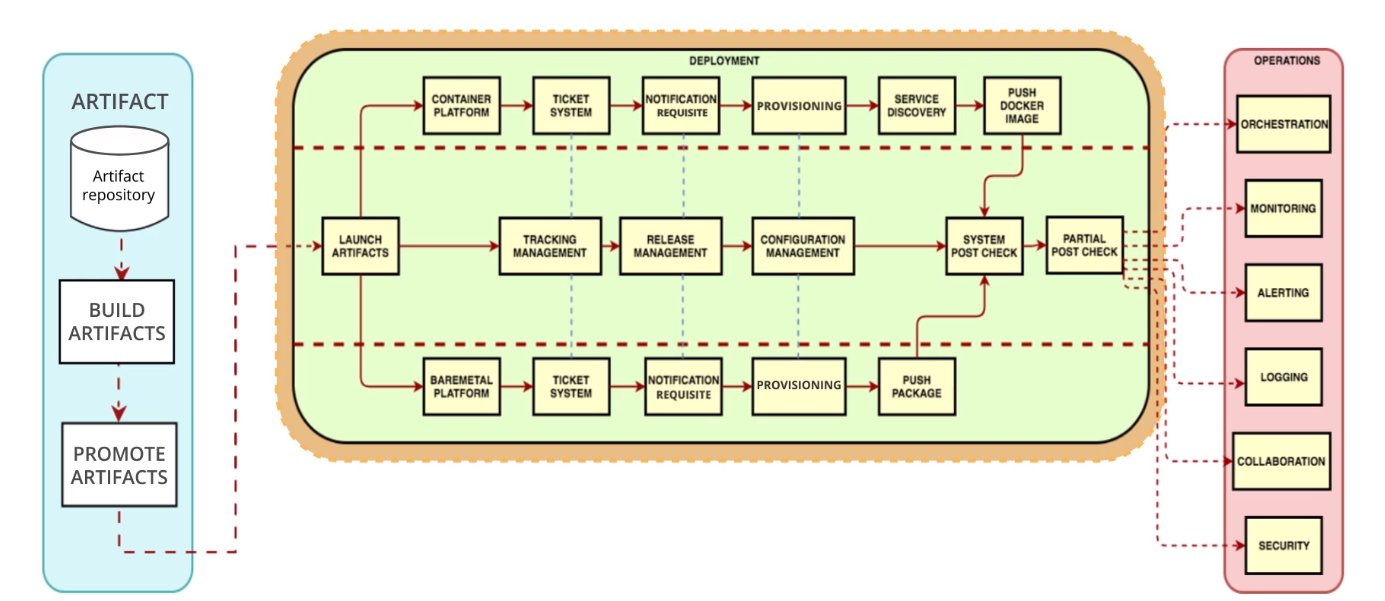 ARTIFACT
Artifact
repository
BUILD
ARTIFACTS
PROMOTE
ARTIFACTS
DEPLOYMENT
CONTAINER
PLATFORM
TICKET
SYSTEM
NOTIFICATION
REQUISITE
PROVISIONING
SERVICE
DISCOVERY
PUSH
DOCKER
IMAGE
LAUNCH
ARTIFACTS
TRACKING
MANAGEMENT
RELEASE
MANAGEMENT
CONFIGURATION
MANAGEMENT
SYSTEM
POST CHECK
PARTIAL
POST CHECK
BAREMETAL
PLATFORM
TICKET
SYSTEM
NOTIFICATION
REQUISITE
PROVISIONING
PUSH
PACKAGE
OPERATIONS
ORCHESTRATION
MONITORING
ALERTING
LOGGING
COLLABORATION
SECURITY